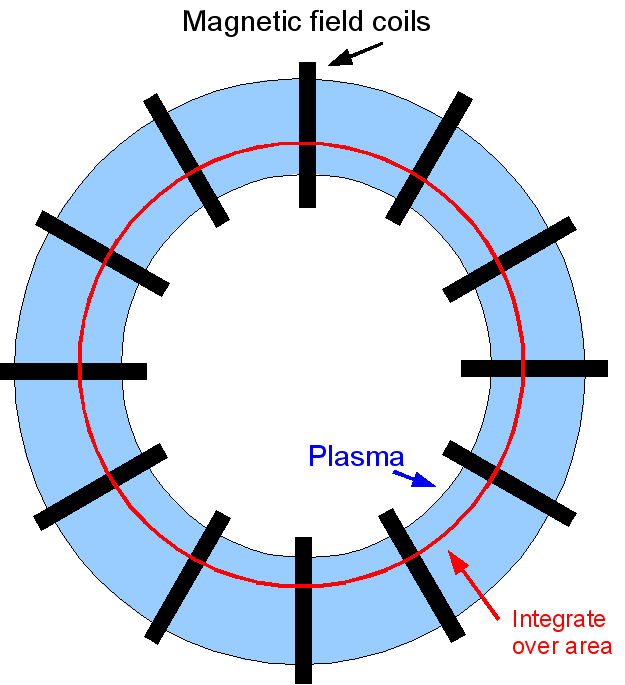 Magnetic field coils
Plasma
Integrate
over area